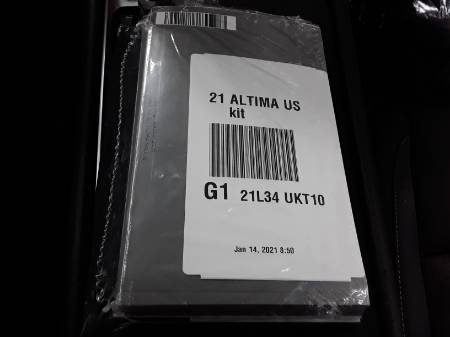 21 ALTIMA US
kit
G1 21L34 UKT10
Jan 14, 2021 8:50